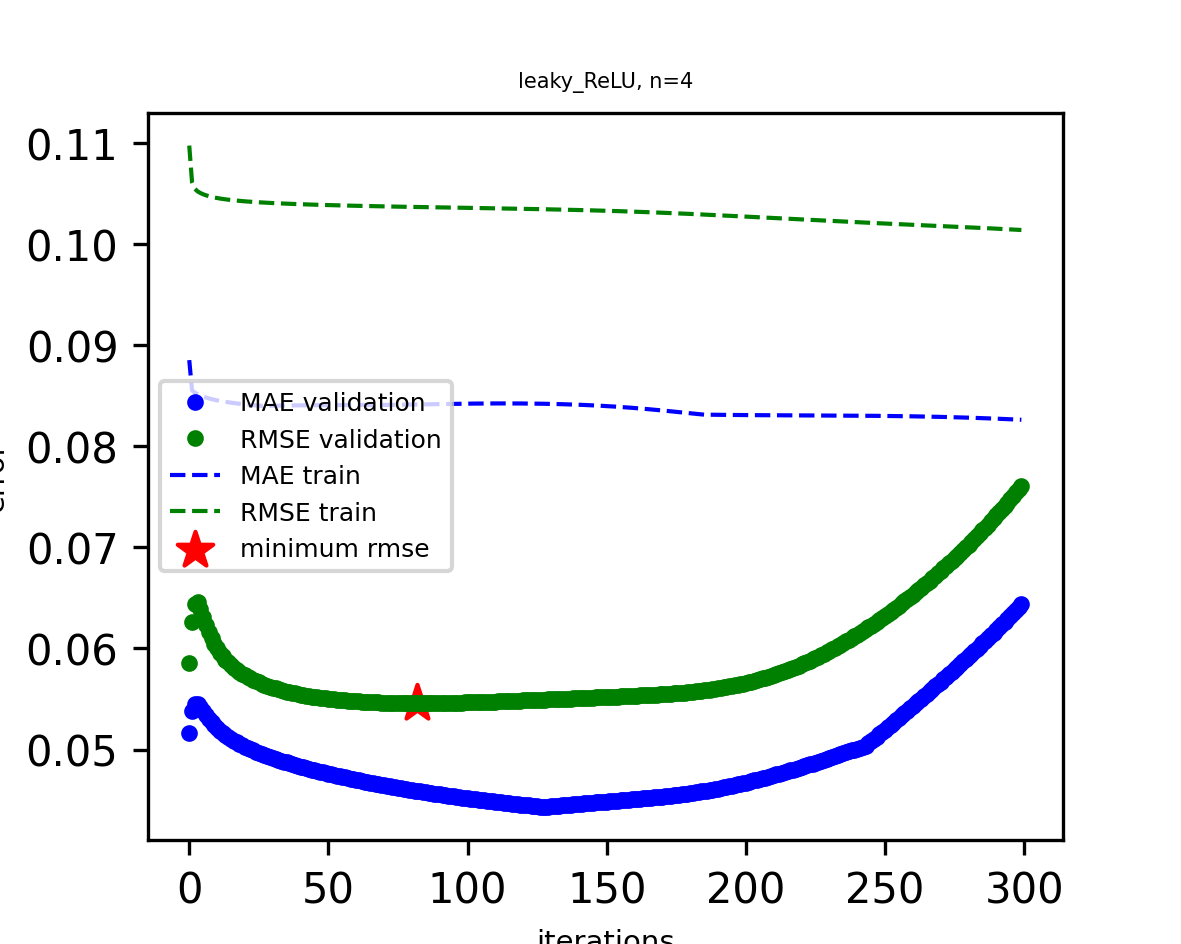 leaky_ReLU, n=4
0.11
0.10
0.09
0.08
0.07
0.06
0.05
MAE validation
RMSE validation
MAE train
RMSE train
minimum rmse
0 50 100 150 200 250 300
iterations